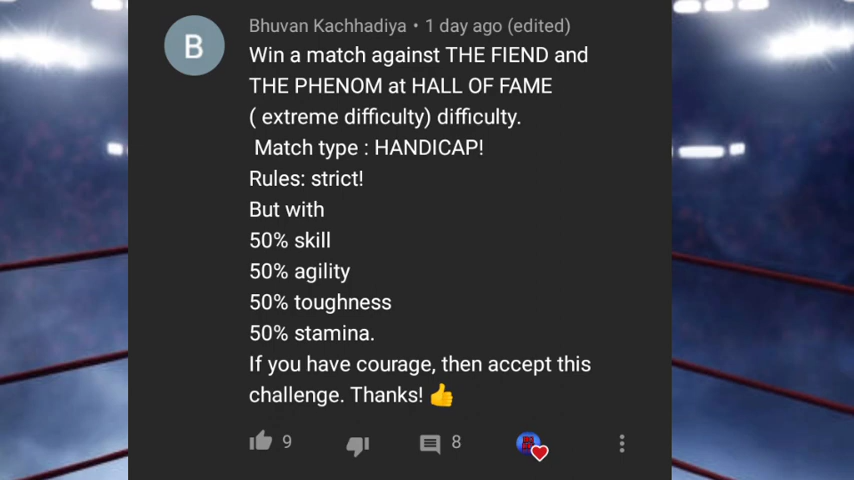 B
Bhuvan Kachhadiya • 1 day ago (edited)
Win a match against THE FIEND and
THE PHENOM at HALL OF FAME
( extreme difficulty) difficulty.
Match type : HANDICAP!
Rules: strict!
But with
50% skill
50% agility
50% toughness
50% stamina.
If you have courage, then accept this
challenge. Thanks! 👍
9 8